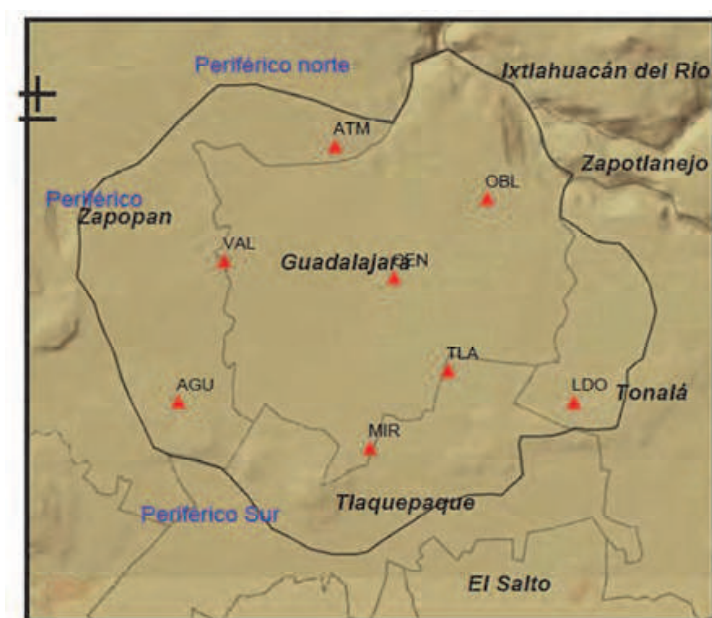 Periférico norte
Ixtlahuacán del Río
ATM
Zapotlanejo
OBL
Periférico
Zapopan
VAL
Guadalajara
CEN
TLA
AGU
LDO
Tonalá
MIR
Tlaquepaque
Periférico Sur
El Salto